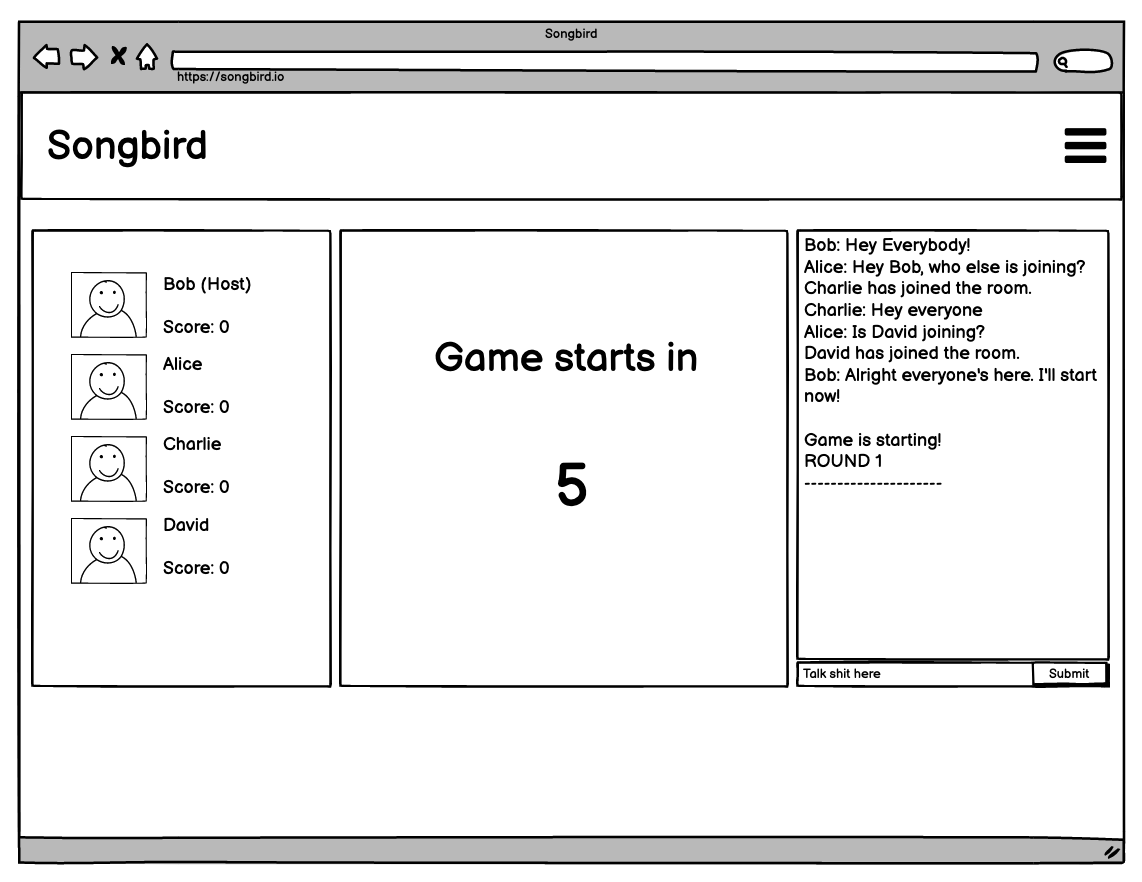 Songbird
https://songbird.io
Songbird
Bob (Host)
Score: 0
Alice
Score: 0
Charlie
Score: 0
David
Score: 0
Game starts in
5
Bob: Hey Everybody!
Alice: Hey Bob, who else is joining?
Charlie has joined the room.
Charlie: Hey everyone
Alice: Is David joining?
David has joined the room.
Bob: Alright everyone's here. I'll start
now!
Game is starting!
ROUND 1
---------------------
Talk shit here
Submit